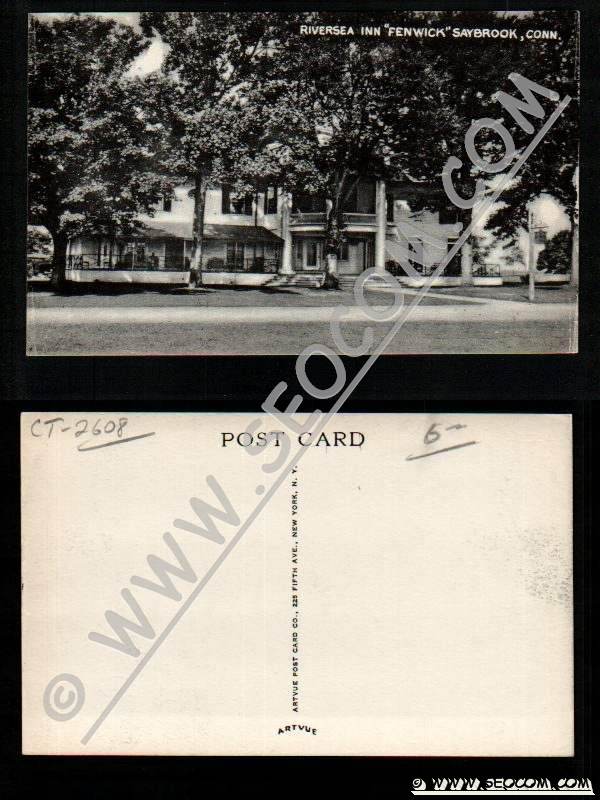 RIVERSEA INN "FENWICK" SAYBROOK, CONN.
© WWW.SEOCOM.COM
CT-2608
POST CARD
6-
ARTVUE POST CARD CO., 225 FIFTH AVE., NEW YORK, N. Y.
ARTVUE
© WWW.SEOCOM.COM